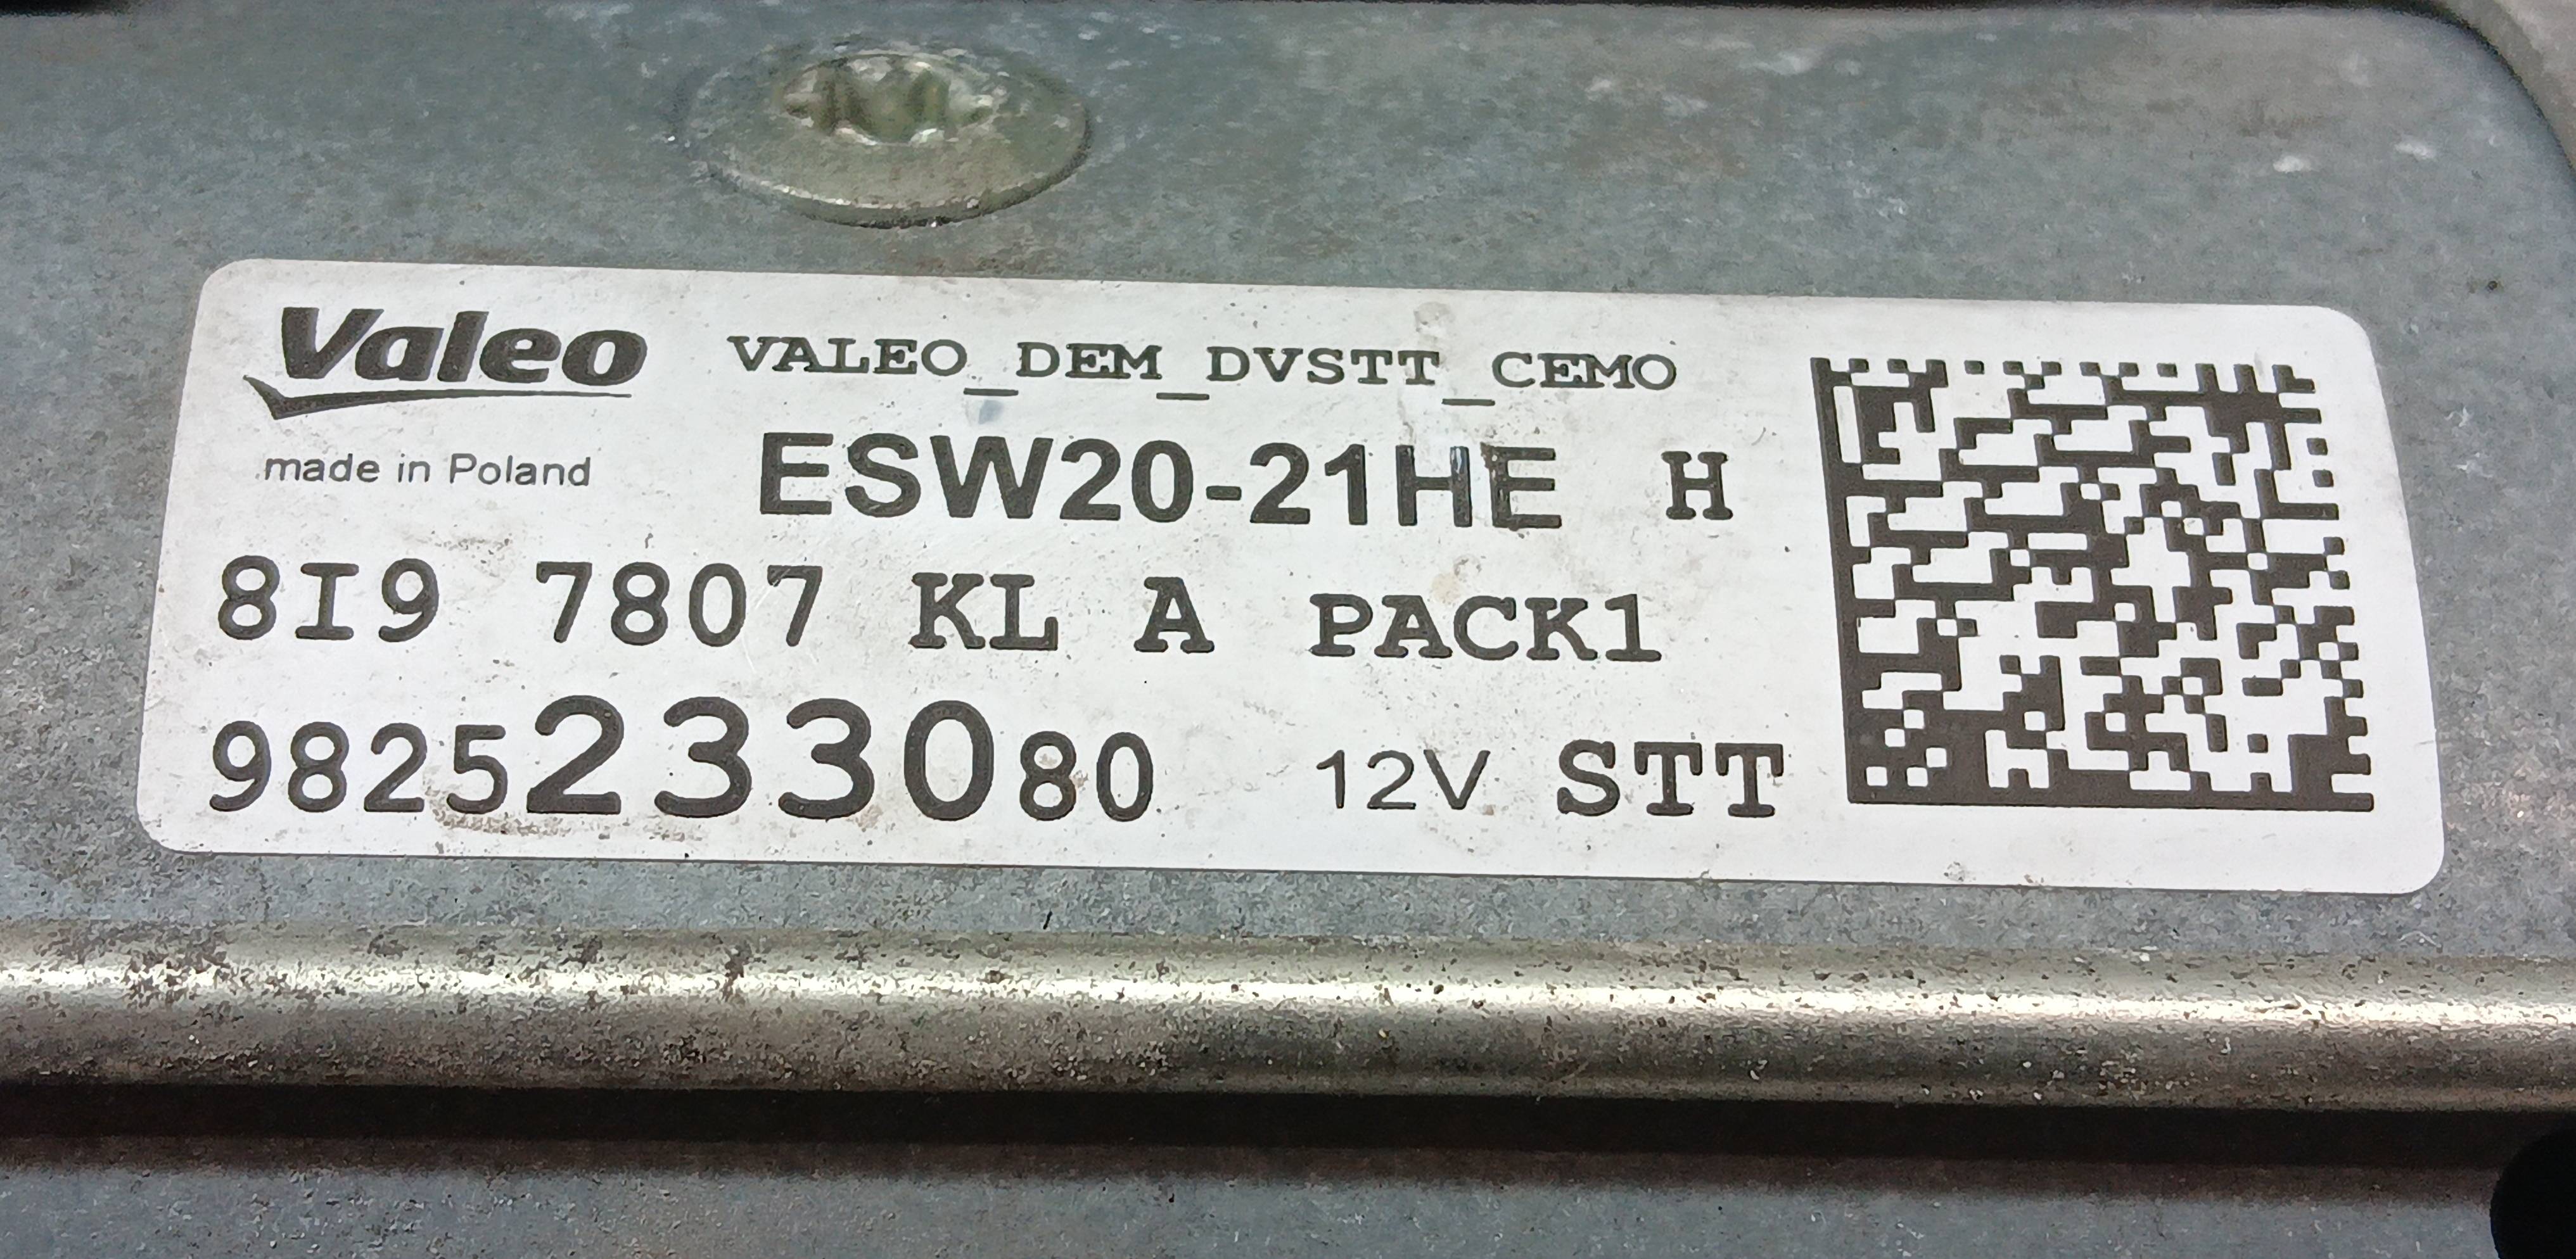 Valeo VALEO_DEM_DVSTT_CEMO
made in Poland ESW20-21HE H
8I9 7807 KL A PACK1
9825233080 12V STT